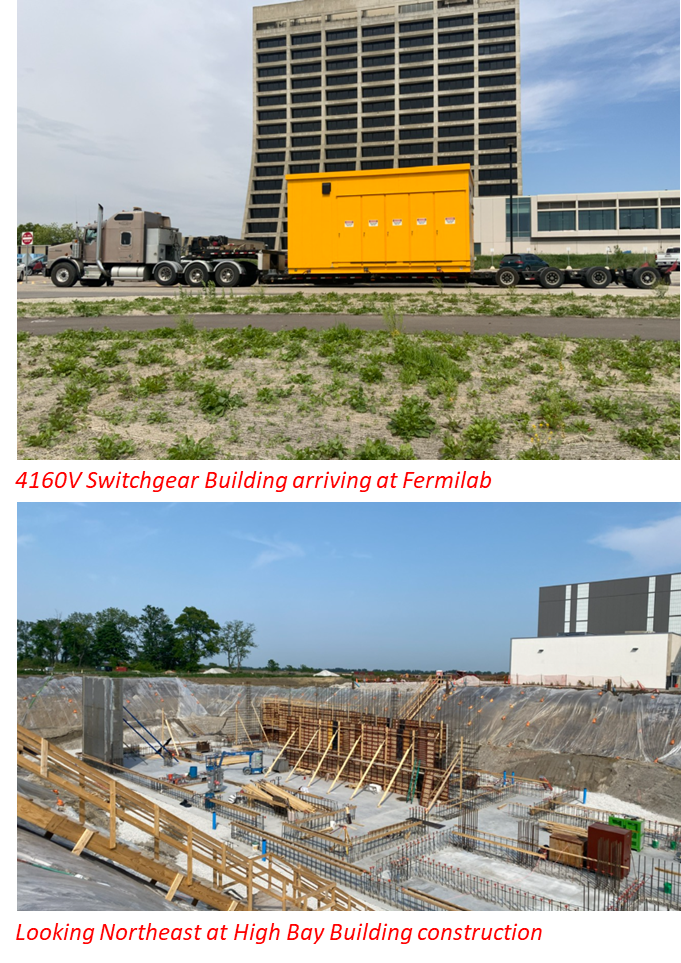 4160V Switchgear Building arriving at Fermilab
Looking Northeast at High Bay Building construction